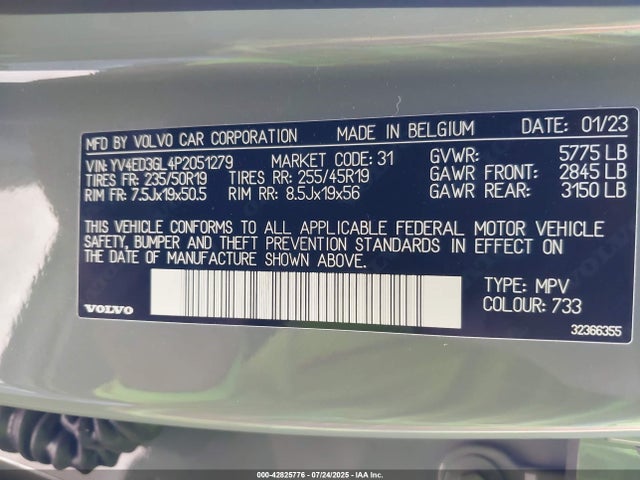 MFD BY VOLVO CAR CORPORATION MADE IN BELGIUM DATE: 01/23
VIN: YV4ED3GL4P2051279 MARKET CODE: 31 GVWR: 5775 LB
TIRES FR: 235/50R19 TIRES RR: 255/45R19 GAWR FRONT: 2845 LB
RIM FR: 7.5Jx19x50.5 RIM RR: 8.5Jx19x56 GAWR REAR: 3150 LB
THIS VEHICLE CONFORMS TO ALL APPLICABLE FEDERAL MOTOR VEHICLE
SAFETY, BUMPER AND THEFT PREVENTION STANDARDS IN EFFECT ON
THE DATE OF MANUFACTURE SHOWN ABOVE.
TYPE: MPV
COLOUR: 733
VOLVO
32366355
000-42825776 - 07/24/2025 - IAA Inc.